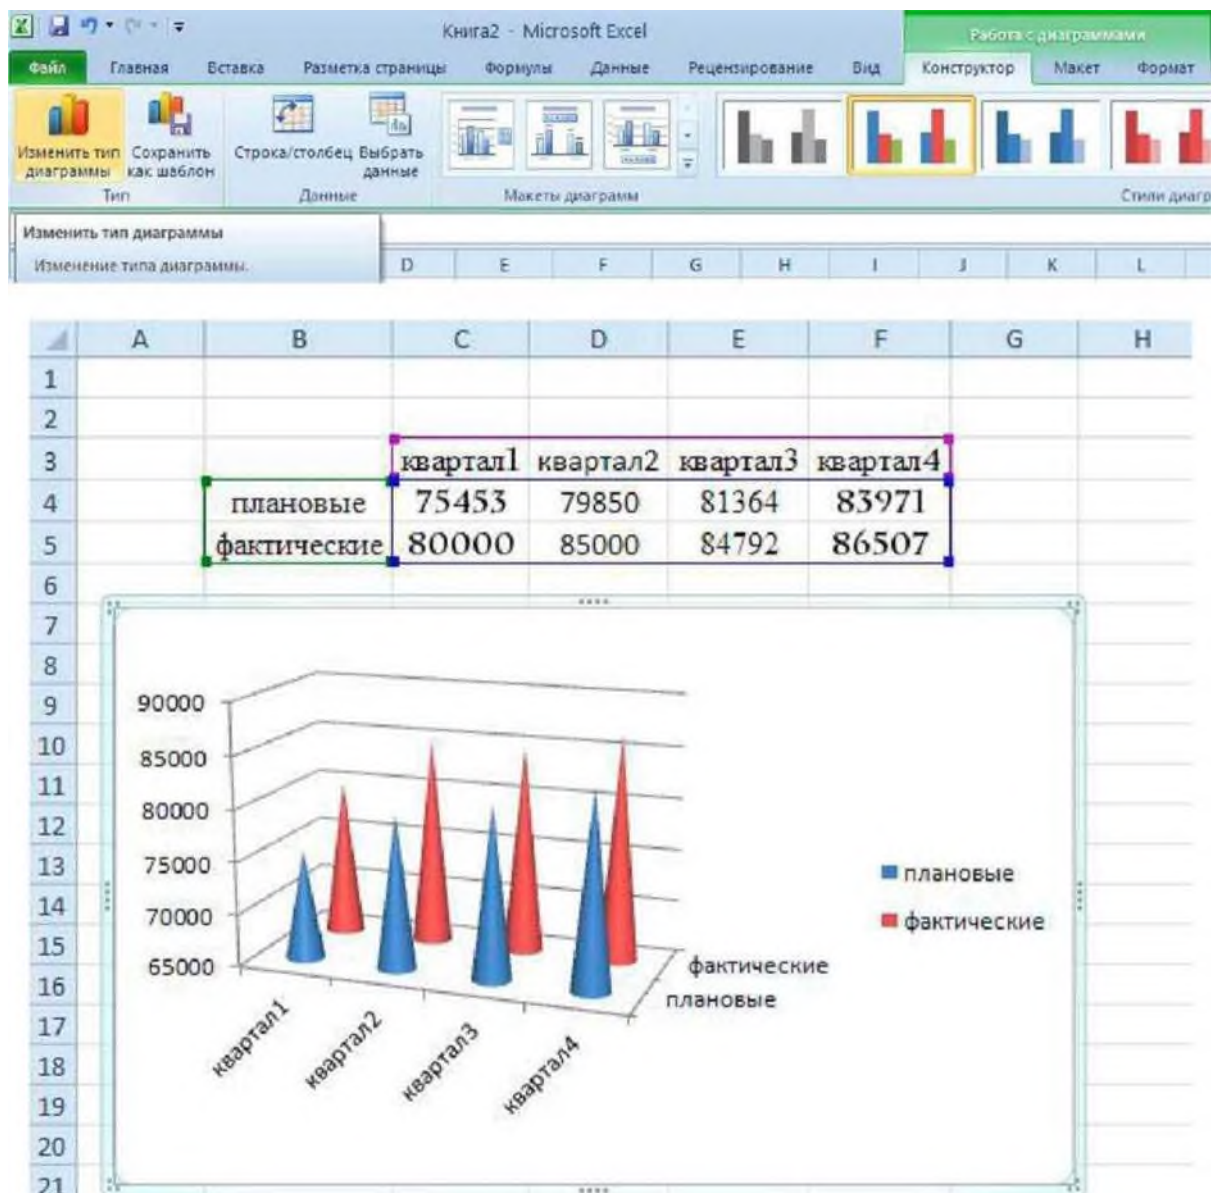 Книга2 - Microsoft Excel
Работа с диаграммами
Файл Главная Вставка Разметка страницы Формулы Данные Рецензирование Вид Конструктор Макет Формат
Изменить тип диаграммы
Сохранить как шаблон
Строка/столбец
Выбрать данные
Тип Данные Макеты диаграмм Стили диагр
Изменить тип диаграммы
Изменение типа диаграммы.
D E F G H I J K L
A B C D E F G H
1
2
3 квартал1 квартал2 квартал3 квартал4
4 плановые 75453 79850 81364 83971
5 фактические 80000 85000 84792 86507
6
7
8
9
10
11
12
13
14
15
16
17
18
19
20
21
90000
85000
80000
75000
70000
65000
квартал1 квартал2 квартал3 квартал4
фактические
плановые
плановые
фактические